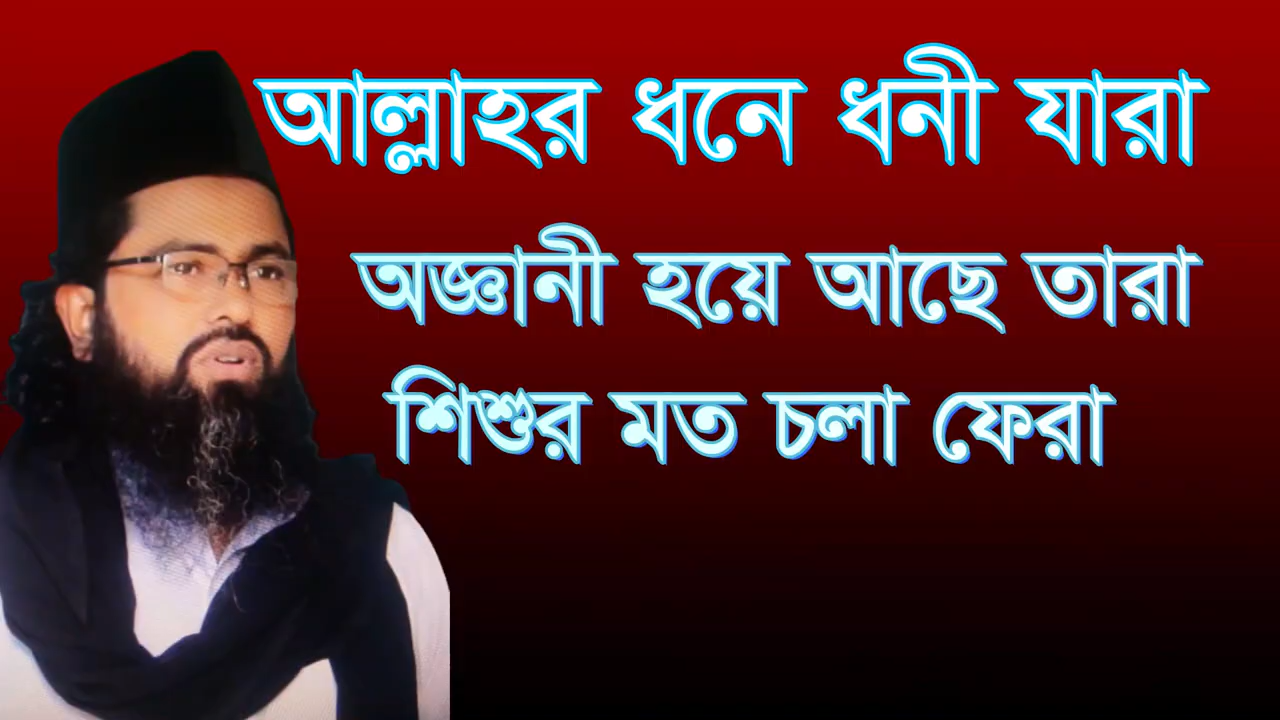 আল্লাহর ধনে ধনী যারা
অজ্ঞানী হয়ে আছে তারা
শিশুর মত চলা ফেরা